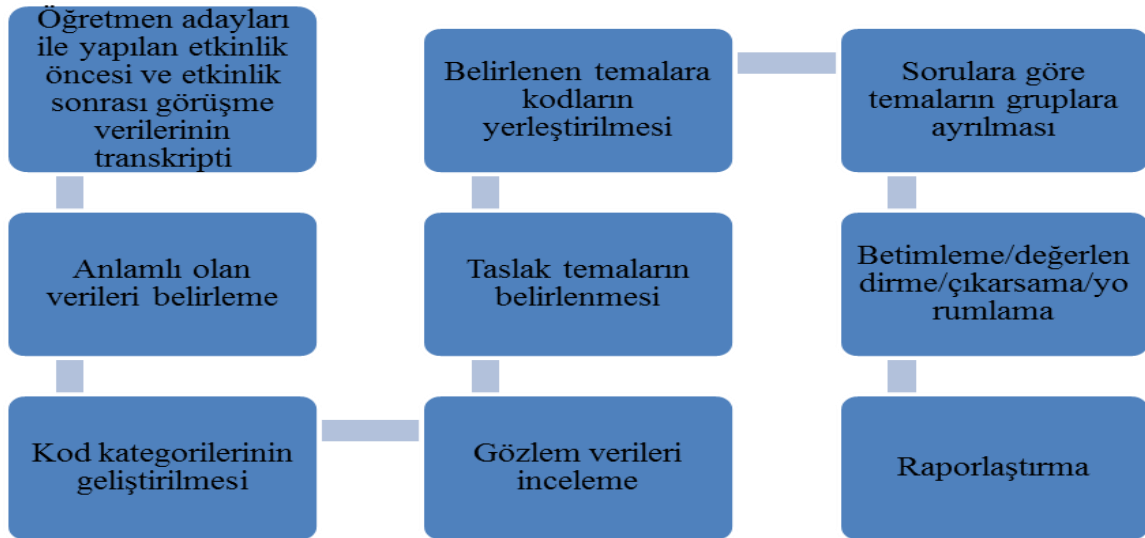 Öğretmen adayları
ile yapılan etkinlik
öncesi ve etkinlik
sonrası görüşme
verilerinin
transkripti
Anlamlı olan
verileri belirleme
Kod kategorilerinin
geliştirilmesi
Gözlem verileri
inceleme
Taslak temaların
belirlenmesi
Belirlenen temalara
kodların
yerleştirilmesi
Sorulara göre
temaların gruplara
ayrılması
Betimleme/değerlen
dirme/çıkarsama/yo
rumlama
Raporlaştırma